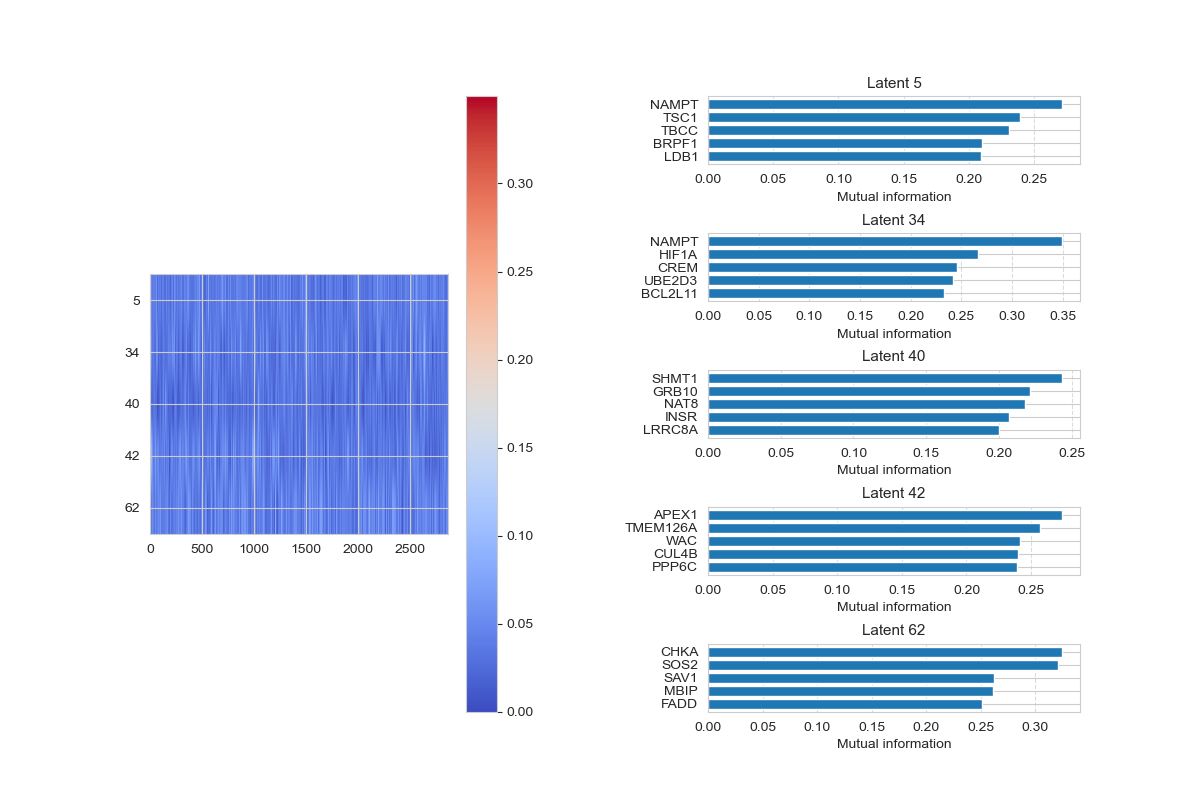 5
34
40
42
62
0 500 1000 1500 2000 2500
0.30
0.25
0.20
0.15
0.10
0.05
0.00
Latent 5
NAMPT
TSC1
TBCC
BRPF1
LDB1
0.00 0.05 0.10 0.15 0.20 0.25
Mutual information
Latent 34
NAMPT
HIF1A
CREM
UBE2D3
BCL2L11
0.00 0.05 0.10 0.15 0.20 0.25 0.30 0.35
Mutual information
Latent 40
SHMT1
GRB10
NAT8
INSR
LRRC8A
0.00 0.05 0.10 0.15 0.20 0.25
Mutual information
Latent 42
APEX1
TMEM126A
WAC
CUL4B
PPP6C
0.00 0.05 0.10 0.15 0.20 0.25
Mutual information
Latent 62
CHKA
SOS2
SAV1
MBIP
FADD
0.00 0.05 0.10 0.15 0.20 0.25 0.30
Mutual information